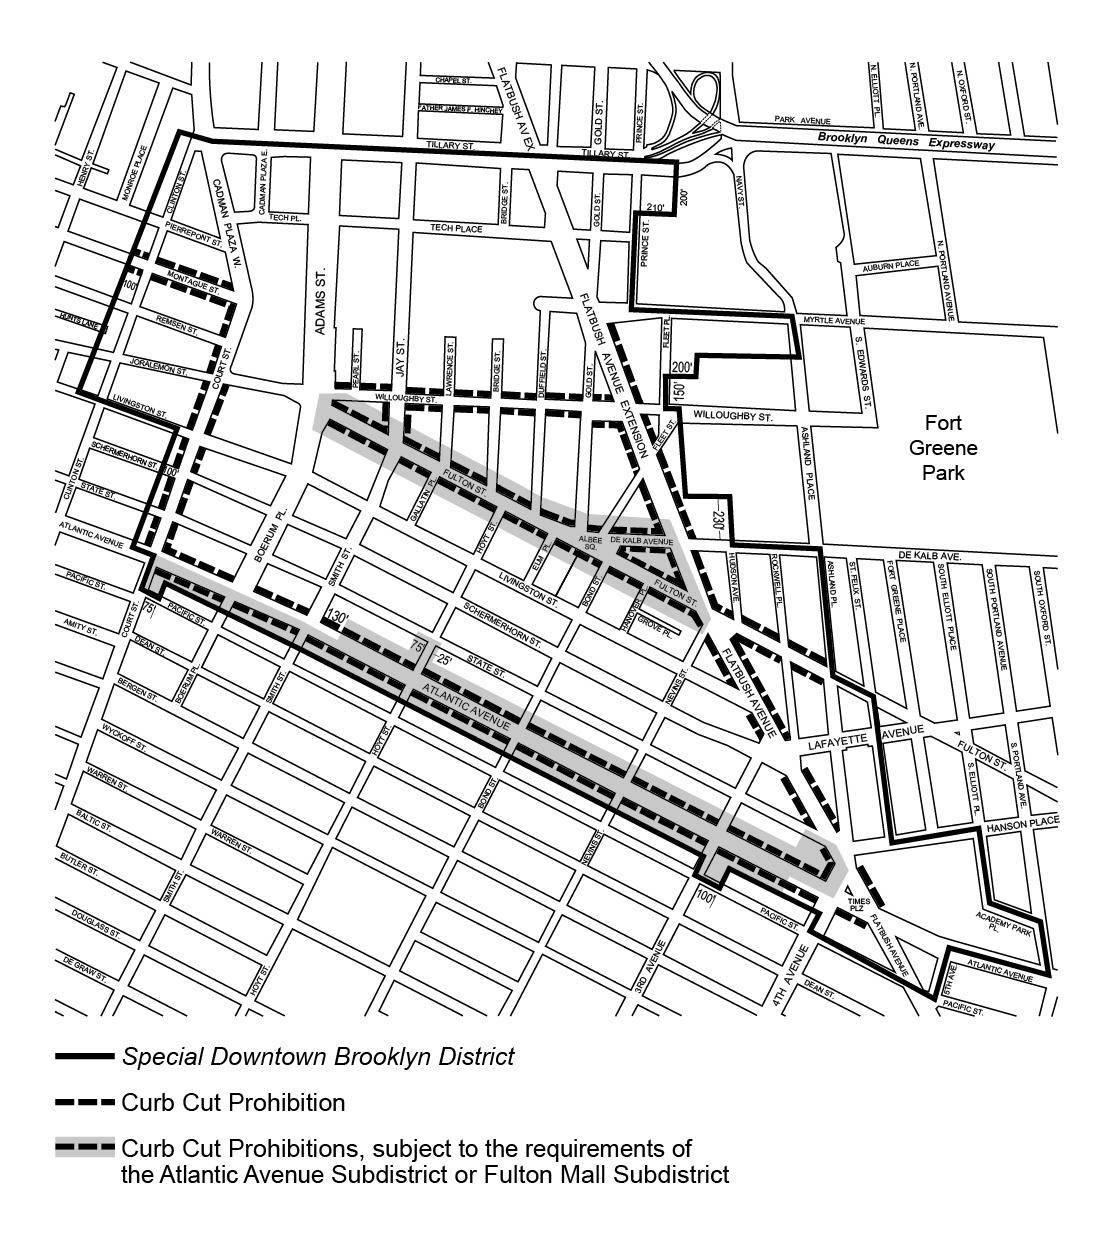 CHAPEL ST.
FATHER JAMES F. HINCHEY
FLATBUSH AV EX.
GOLD ST.
PRINCE ST.
N. ELLIOTT PL.
N. PORTLAND AVE.
N. OXFORD ST.
PARK AVENUE
Brooklyn Queens Expressway
HENRY ST.
MONROE PLACE
TILLARY ST.
TILLARY ST.
CLINTON ST.
CADMAN PLAZA W.
CADMAN PLAZA E.
BRIDGE ST.
GOLD ST.
210'
200'
NAVY ST.
TECH PL.
TECH PLACE
PIERREPONT ST.
PRINCE ST.
N. PORTLAND AVENUE
AUBURN PLACE
100'
MONTAGUE ST.
ADAMS ST.
HUNTS LANE
REMSEN ST.
COURT ST.
FLATBUSH AVENUE EXTENSION
FLEET PL.
MYRTLE AVENUE
S. EDWARDS ST.
JORALEMON ST.
PEARL ST.
JAY ST.
LAWRENCE ST.
BRIDGE ST.
DUFFIELD ST.
GOLD ST.
200'
150'
LIVINGSTON ST.
WILLOUGHBY ST.
WILLOUGHBY ST.
FLEET ST.
ASHLAND PLACE
Fort
Greene
Park
SCHERMERHORN ST.
100'
CLINTON ST.
STATE ST.
FULTON ST.
GALLATIN PL.
BOERUM PL.
230'
ATLANTIC AVENUE
HOYT ST.
ALBEE
SQ.
DE KALB AVENUE
DE KALB AVE.
SMITH ST.
ELM PL.
PACIFIC ST.
LIVINGSTON ST.
BOND ST.
FULTON ST.
HANOVER PL.
GROVE PL.
HUDSON AVE.
ROCKWELL PL.
ASHLAND PL.
ST. FELIX ST.
FORT GREENE PLACE
SOUTH ELLIOTT PLACE
SOUTH PORTLAND AVENUE
SOUTH OXFORD ST.
75'
PACIFIC ST.
COURT ST.
AMITY ST.
130'
SCHERMERHORN ST.
DEAN ST.
75'
25'
STATE ST.
BOERUM PL.
BERGEN ST.
SMITH ST.
ATLANTIC AVENUE
NEVINS ST.
FLATBUSH AVENUE
LAFAYETTE AVENUE
FULTON ST.
WYCKOFF ST.
HOYT ST.
S. ELLIOTT PL.
S. PORTLAND AVE.
WARREN ST.
BOND ST.
BALTIC ST.
WARREN ST.
NEVINS ST.
HANSON PLACE
BUTLER ST.
SMITH ST.
100'
TIMES
PLZ
PACIFIC ST.
FLATBUSH AVENUE
ACADEMY PARK
PL.
DOUGLASS ST.
DE GRAW ST.
HOYT ST.
3RD AVENUE
4TH AVENUE
DEAN ST.
5TH AVE.
ATLANTIC AVENUE
PACIFIC ST.
Special Downtown Brooklyn District
Curb Cut Prohibition
Curb Cut Prohibitions, subject to the requirements of
the Atlantic Avenue Subdistrict or Fulton Mall Subdistrict